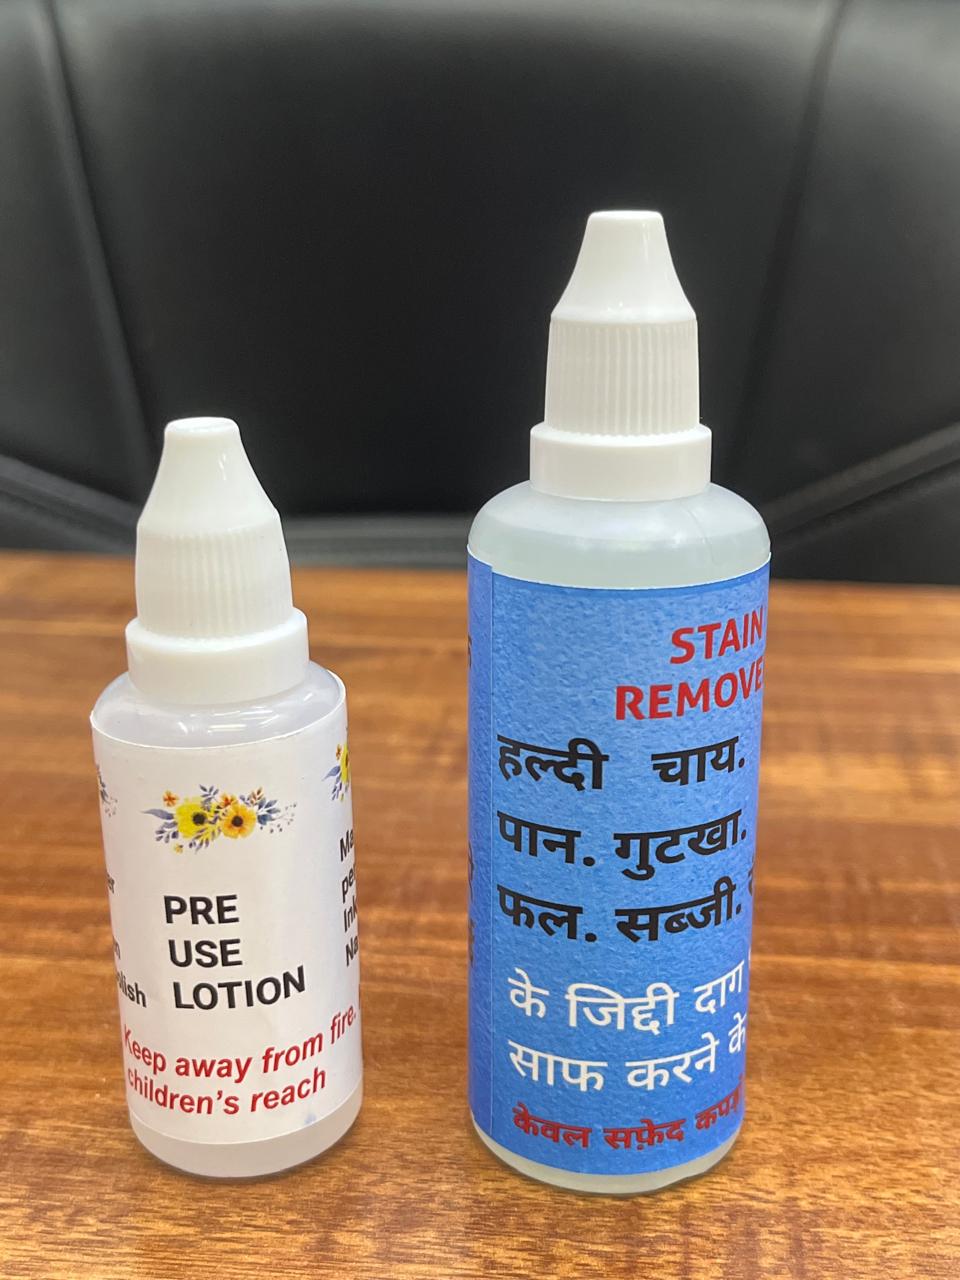 PRE
USE
LOTION
Keep away from fire.
children's reach
STAIN
REMOVE
हल्दी चाय.
पान. गुटखा.
फल. सब्जी.
के जिद्दी दाग
साफ करने के
केवल सफ़ेद